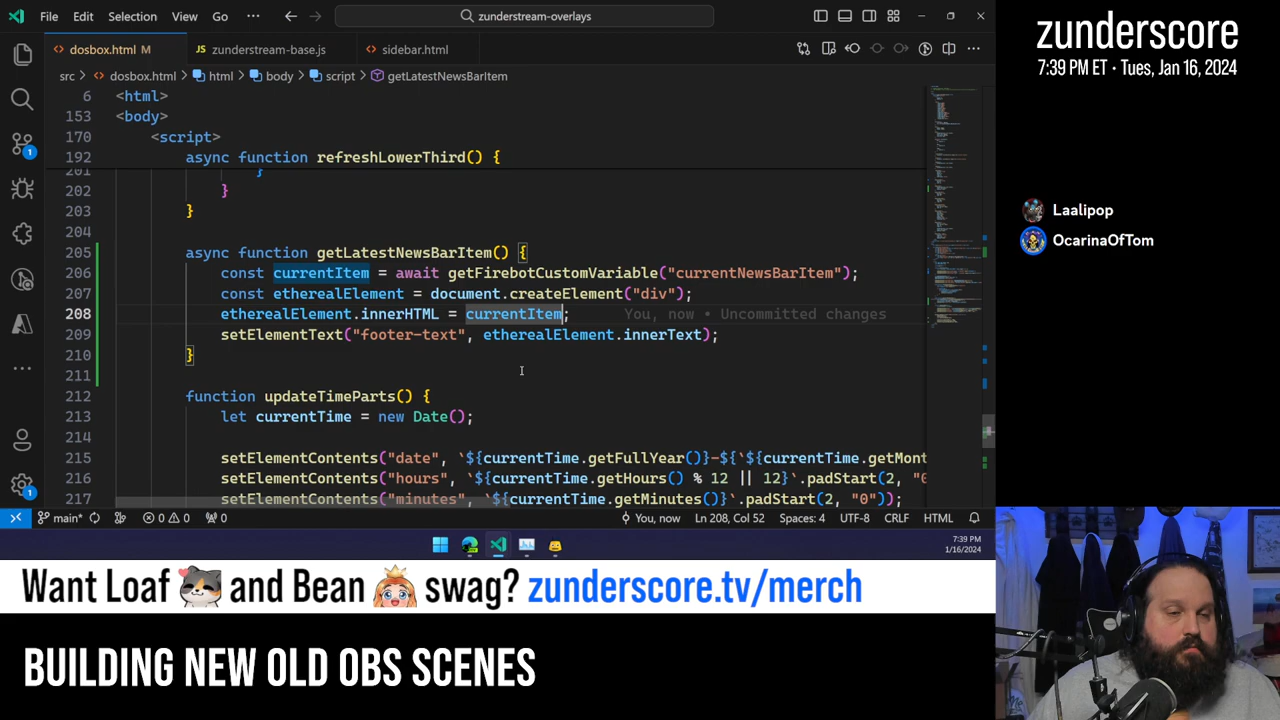 File Edit Selection View Go ··· zunderstream-overlays
dosbox.html M zunderstream-base.js sidebar.html
src > dosbox.html > html > body > script > getLatestNewsBarItem
6 <html>
153 <body>
170 <script>
192 async function refreshLowerThird() {
201 }
202 }
203 }
204
205 async function getLatestNewsBarItem() {
206 const currentItem = await getFirebotCustomVariable("currentNewsBarItem");
207 const etherealElement = document.createElement("div");
208 etherealElement.innerHTML = currentItem; You, now • Uncommitted changes
209 setElementText("footer-text", etherealElement.innerText);
210 }
211
212 function updateTimeParts() {
213 let currentTime = new Date();
214
215 setElementContents("date", `${currentTime.getFullYear()}-${`${currentTime.getMont
216 setElementContents("hours", `${currentTime.getHours() % 12 || 12}`.padStart(2, "0
217 setElementContents("minutes", `${currentTime.getMinutes()}`.padStart(2, "0"));
1
1
main* 0 0 0 You, now Ln 208, Col 52 Spaces: 4 UTF-8 CRLF HTML
7:39 PM
1/16/2024
zunderscore
7:39 PM ET • Tues, Jan 16, 2024
Laalipop
OcarinaOfTom
Want Loaf and Bean swag? zunderscore.tv/merch
BUILDING NEW OLD OBS SCENES